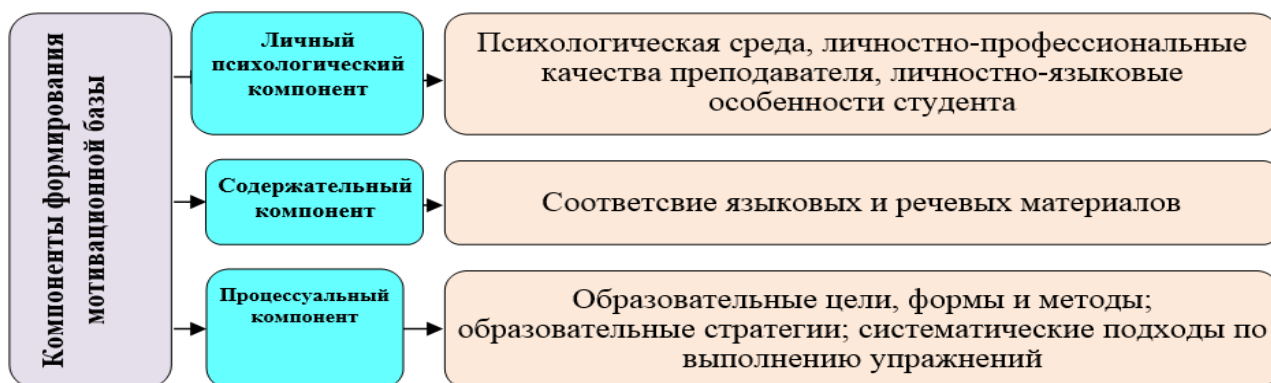 Компоненты формирования
мотивационной базы
Личный
психологический
компонент
Психологическая среда, личностно-профессиональные
качества преподавателя, личностно-языковые
особенности студента
Содержательный
компонент
Соответсвие языковых и речевых материалов
Процессуальный
компонент
Образовательные цели, формы и методы;
образовательные стратегии; систематические подходы по
выполнению упражнений